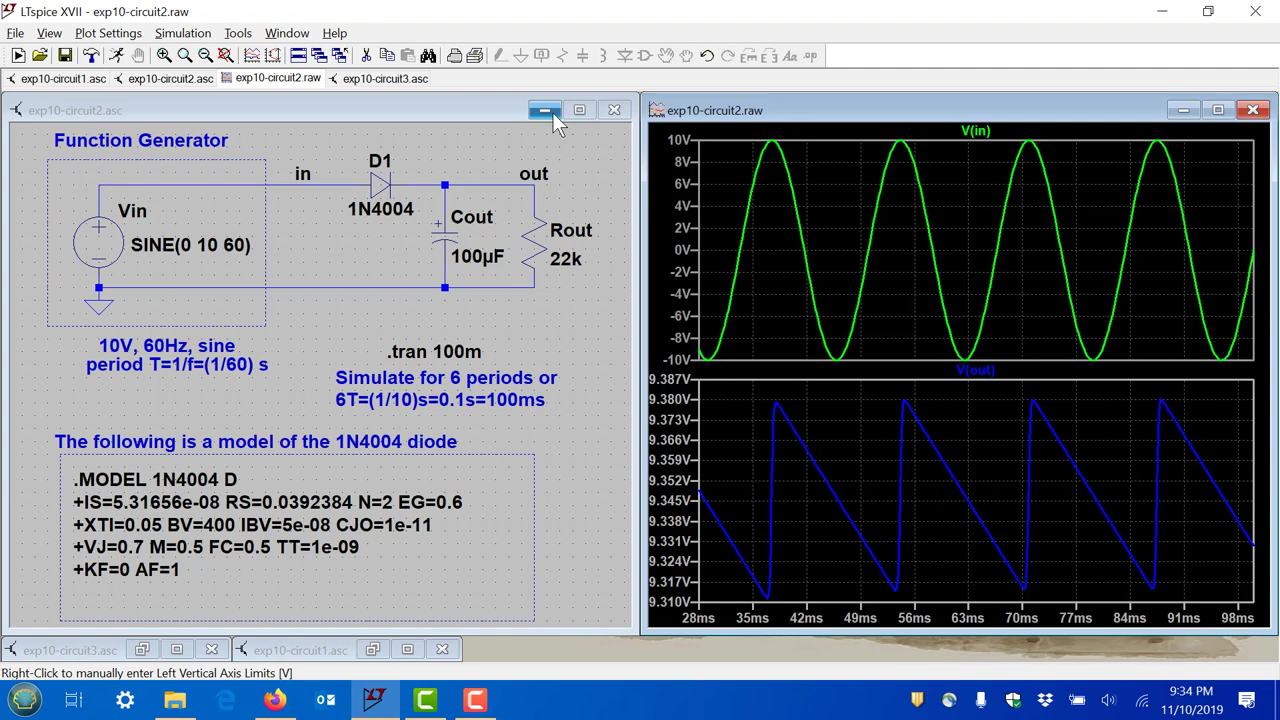 LTspice XVII - exp10-circuit2.raw
File View Plot Settings Simulation Tools Window Help
exp10-circuit1.asc exp10-circuit2.asc exp10-circuit2.raw exp10-circuit3.asc
exp10-circuit2.asc
Function Generator
in
D1
1N4004
out
Vin
SINE(0 10 60)
Cout
100µF
Rout
22k
10V, 60Hz, sine
period T=1/f=(1/60) s
.tran 100m
Simulate for 6 periods or
6T=(1/10)s=0.1s=100ms
The following is a model of the 1N4004 diode
.MODEL 1N4004 D
+IS=5.31656e-08 RS=0.0392384 N=2 EG=0.6
+XTI=0.05 BV=400 IBV=5e-08 CJO=1e-11
+VJ=0.7 M=0.5 FC=0.5 TT=1e-09
+KF=0 AF=1
exp10-circuit2.raw
V(in)
10V
8V
6V
4V
2V
0V
-2V
-4V
-6V
-8V
-10V
V(out)
9.387V
9.380V
9.373V
9.366V
9.359V
9.352V
9.345V
9.338V
9.331V
9.324V
9.317V
9.310V
28ms 35ms 42ms 49ms 56ms 63ms 70ms 77ms 84ms 91ms 98ms
exp10-circuit3.asc exp10-circuit1.asc
Right-Click to manually enter Left Vertical Axis Limits [V]
9:34 PM
11/10/2019